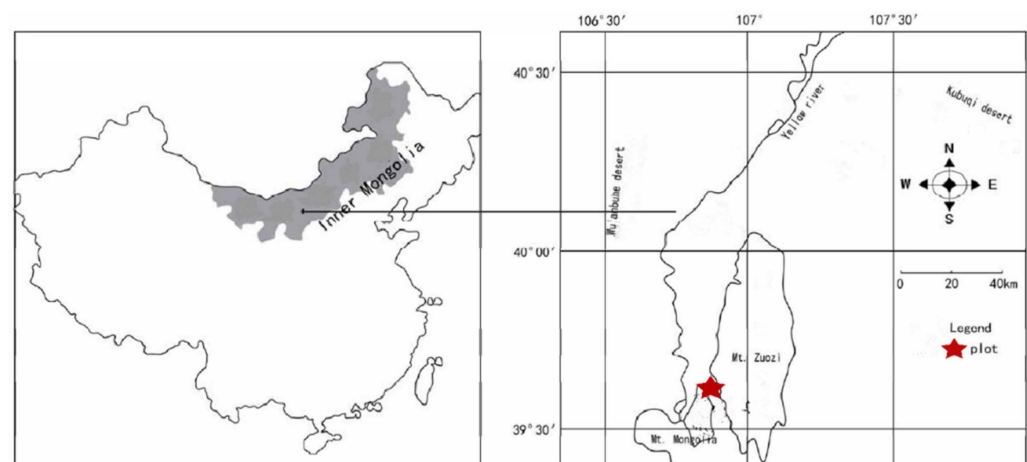 Inner Mongolia
106°30′ 107° 107°30′
40°30′
40°00′
39°30′
Yellow river
Kubuqi desert
N
W E
S
0 20 40km
Legend
plot
Mt. Zuozi